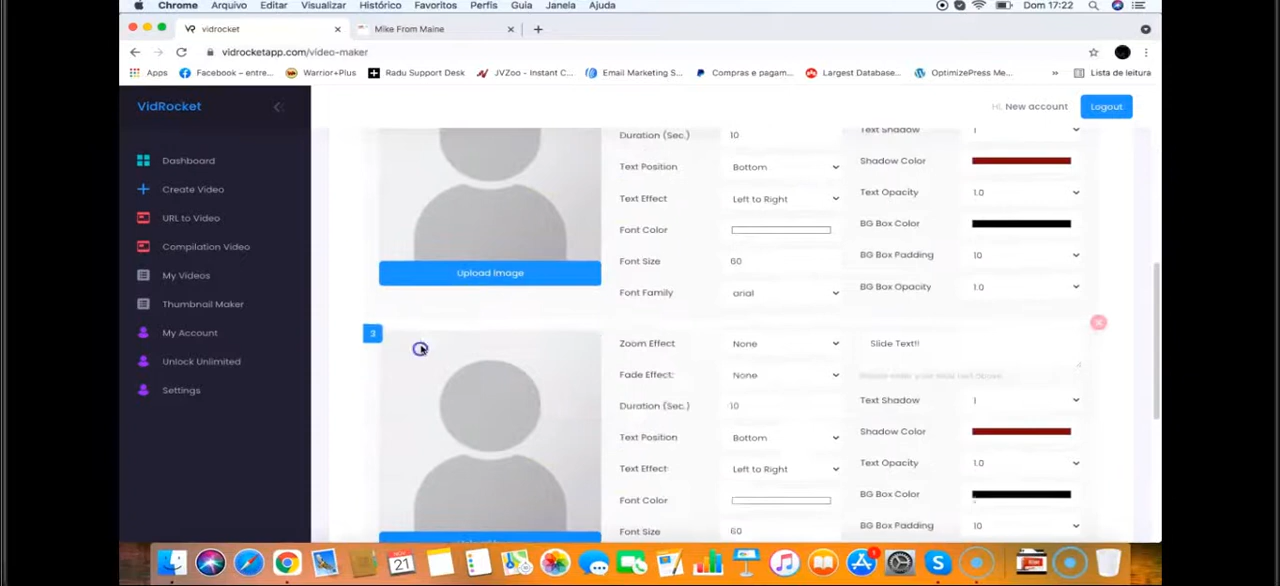 Chrome Arquivo Editar Visualizar Histórico Favoritos Perfis Guia Janela Ajuda Dom 17:22
vidrocket Mike From Maine
vidrocketapp.com/video-maker
Apps Facebook – entre... Warrior+Plus Radu Support Desk JVZoo - Instant C... Email Marketing S... Compras e pagam... Largest Database... OptimizePress Me... » Lista de leitura
VidRocket
Hi, New account Logout
Dashboard
Create Video
URL to Video
Compilation Video
My Videos
Thumbnail Maker
My Account
Unlock Unlimited
Settings
Duration (Sec.) 10 Text Shadow 1
Shadow Color
Text Position Bottom
Text Opacity 1.0
Text Effect Left to Right
BG Box Color
Font Color
BG Box Padding 10
Font Size 60
Upload Image
BG Box Opacity 1.0
Font Family arial
3
Zoom Effect None Slide Text!!
Fade Effect: None
Please enter your slide text above
Duration (Sec.) 10 Text Shadow 1
Text Position Bottom Shadow Color
Text Effect Left to Right Text Opacity 1.0
Font Color BG Box Color
Font Size 60 BG Box Padding 10
NOV
21